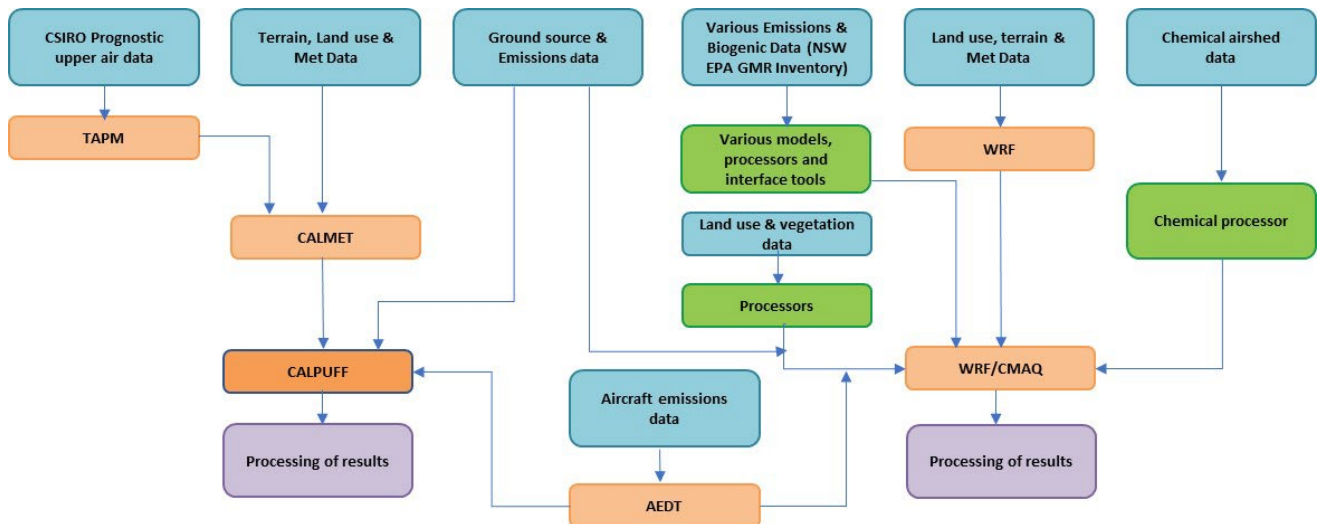 CSIRO Prognostic
upper air data
Terrain, Land use &
Met Data
Ground source &
Emissions data
Various Emissions &
Biogenic Data (NSW
EPA GMR Inventory)
Land use, terrain &
Met Data
Chemical airshed
data
TAPM
Various models,
processors and
interface tools
WRF
CALMET
Land use & vegetation
data
Chemical processor
Processors
CALPUFF
WRF/CMAQ
Aircraft emissions
data
Processing of results
Processing of results
AEDT